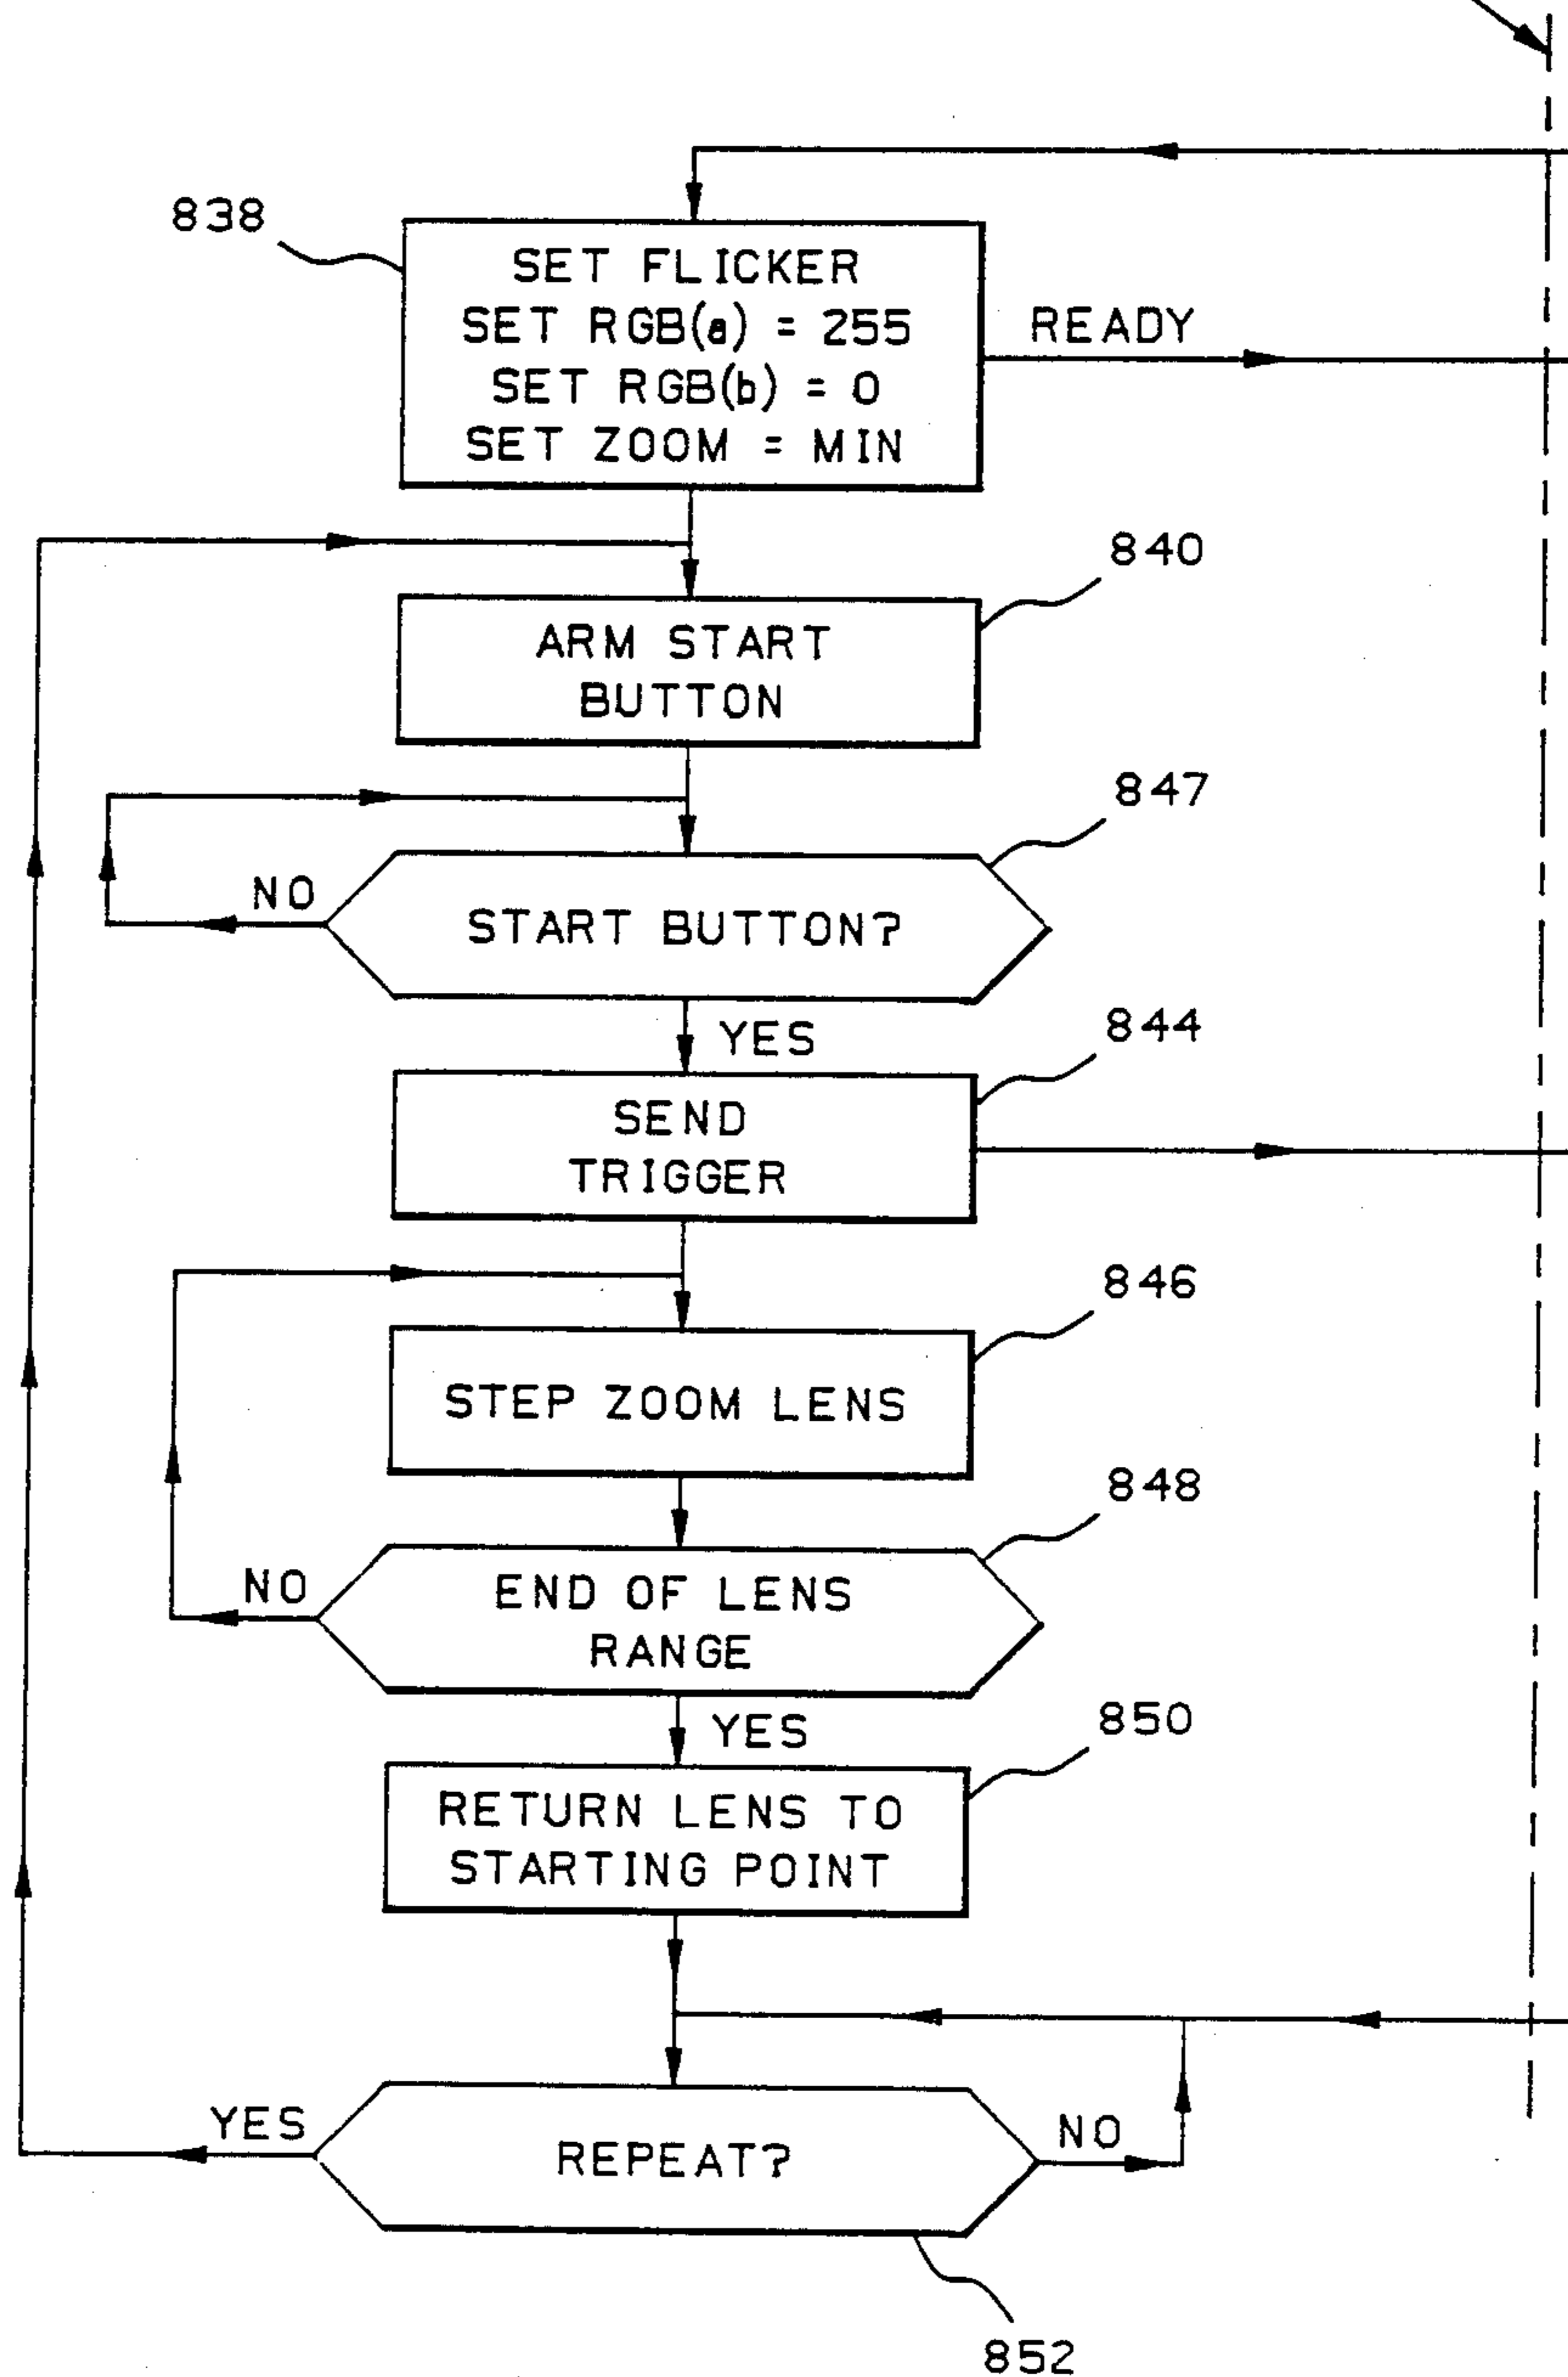 838
SET FLICKER
SET RGB(a) = 255
SET RGB(b) = 0
SET ZOOM = MIN
READY
840
ARM START
BUTTON
847
NO
START BUTTON?
YES
844
SEND
TRIGGER
846
STEP ZOOM LENS
848
NO
END OF LENS
RANGE
YES
850
RETURN LENS TO
STARTING POINT
YES
REPEAT?
NO
852